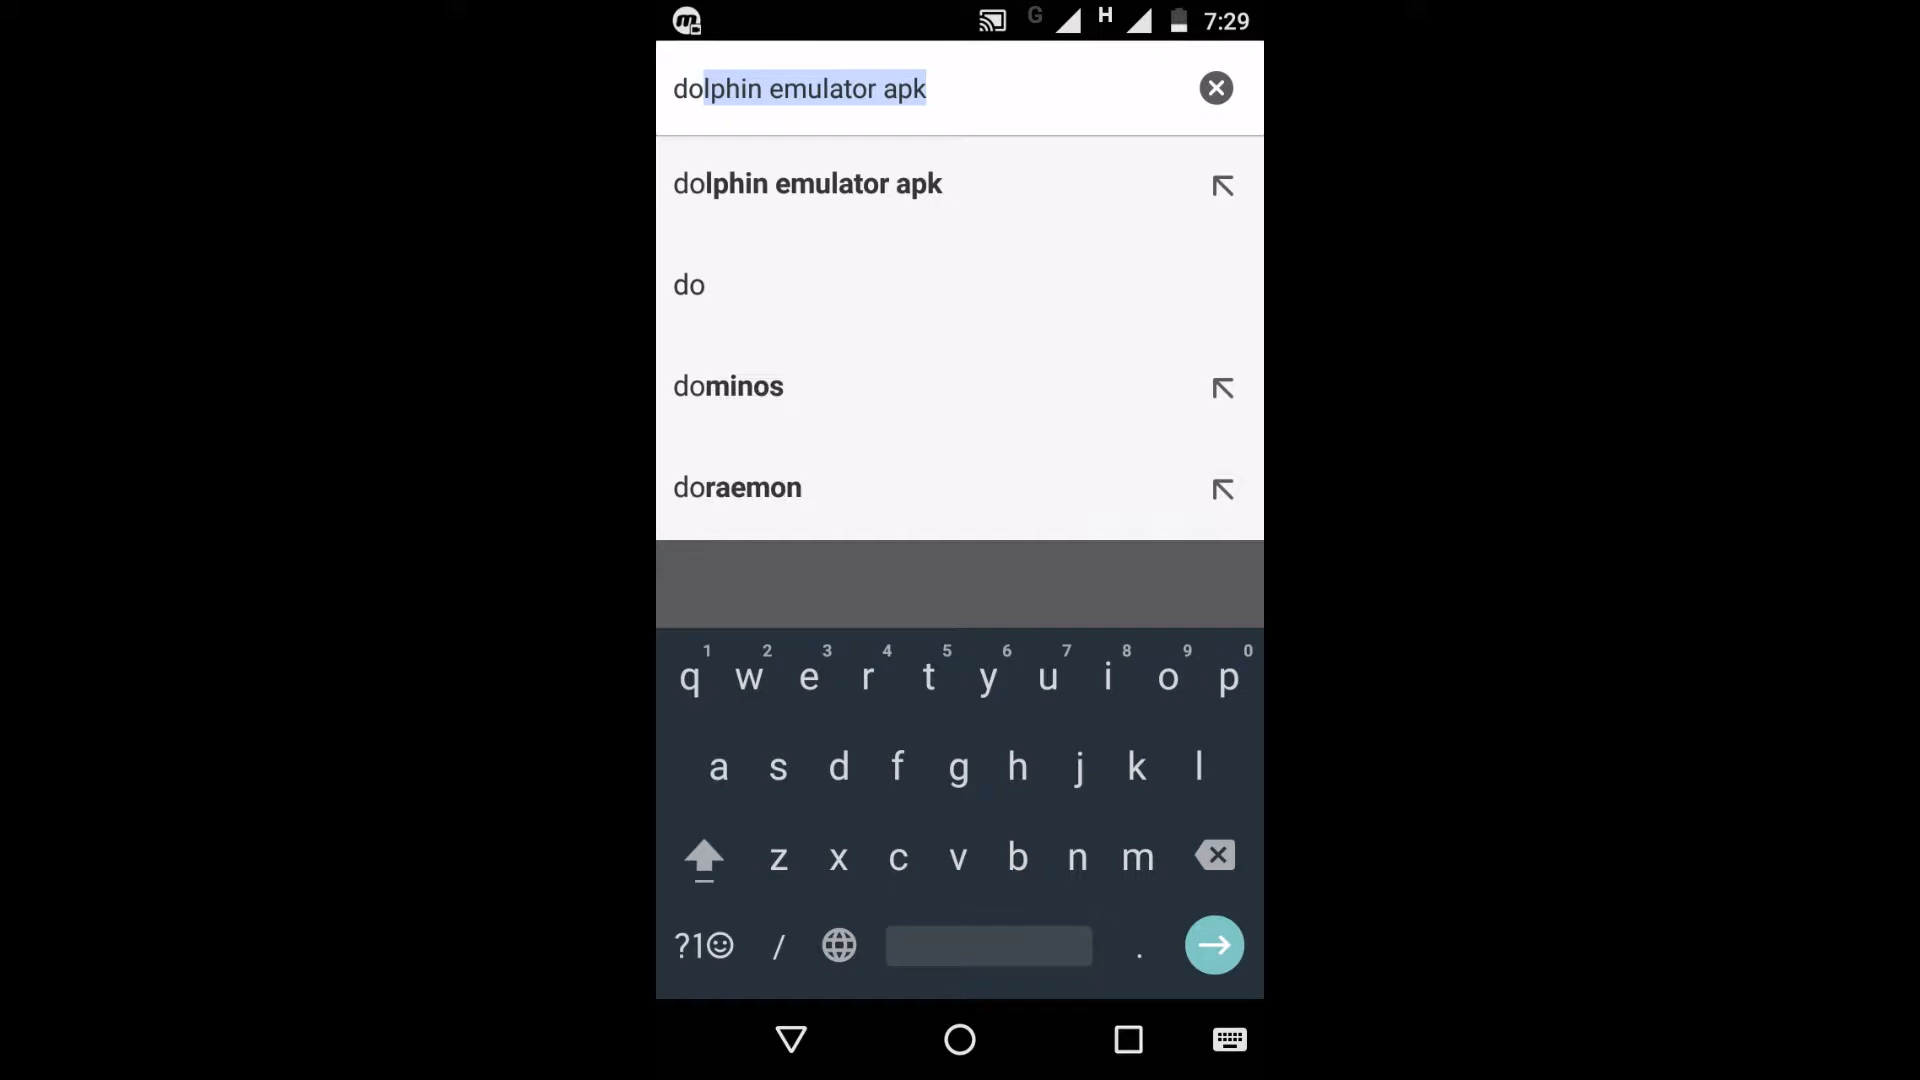 G H 7:29
dolphin emulator apk
dolphin emulator apk
do
dominos
doraemon
1 2 3 4 5 6 7 8 9 0
q w e r t y u i o p
a s d f g h j k l
z x c v b n m
?1☺ / .